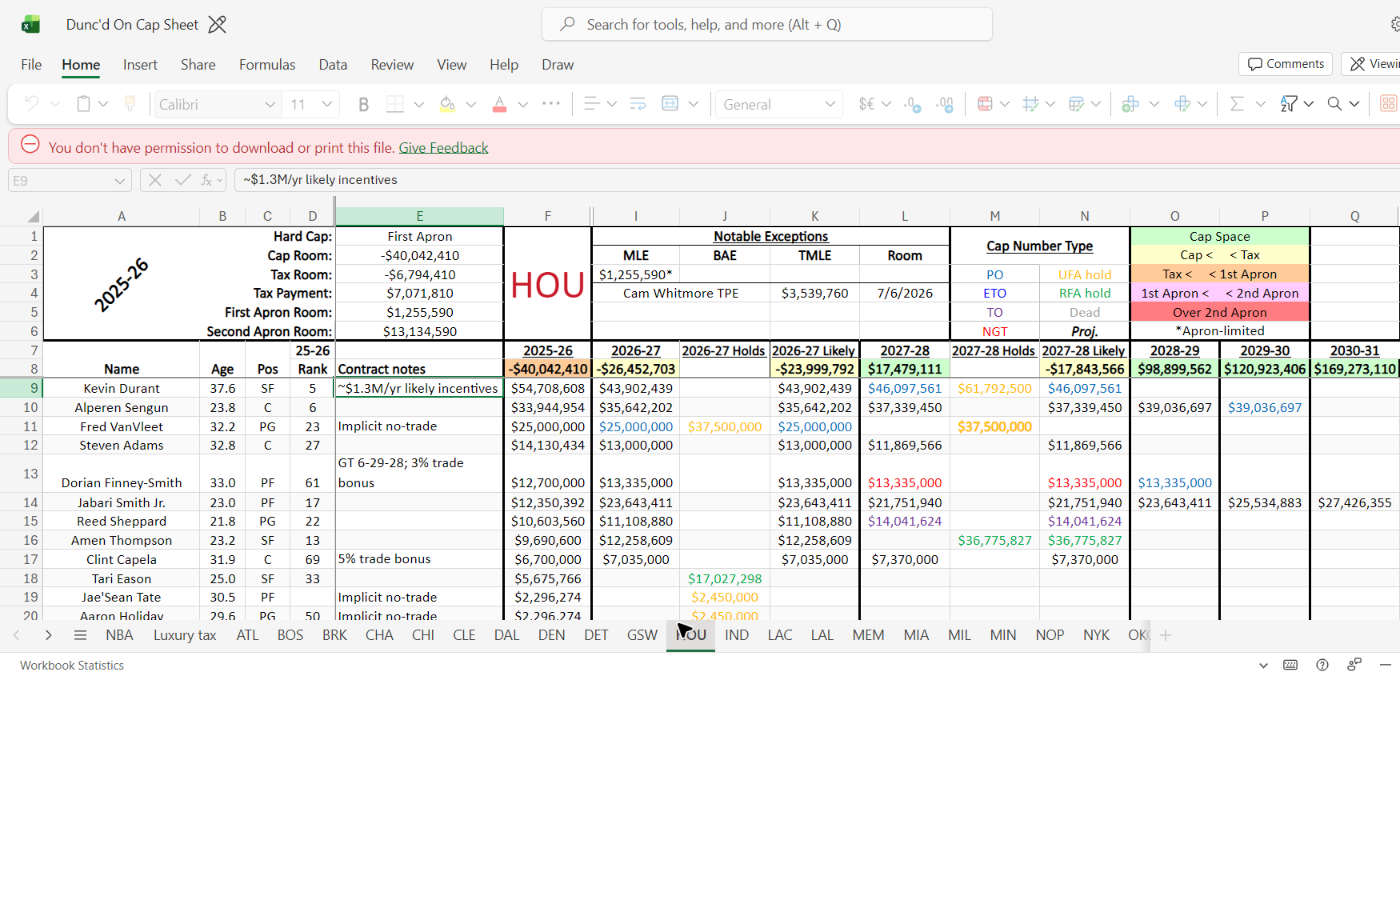 Dunc'd On Cap Sheet
Search for tools, help, and more (Alt + Q)
File Home Insert Share Formulas Data Review View Help Draw Comments
Calibri 11 B A General $€
You don't have permission to download or print this file. Give Feedback
E9 fx ~$1.3M/yr likely incentives
A B C D E F I J K L M N O P Q
1 Hard Cap: First Apron Notable Exceptions Cap Space
2 Cap Room: -$40,042,410 MLE BAE TMLE Room Cap Number Type Cap < < Tax
3 2025-26 Tax Room: -$6,794,410 HOU $1,255,590* PO UFA hold Tax < < 1st Apron
4 Tax Payment: $7,071,810 Cam Whitmore TPE $3,539,760 7/6/2026 ETO RFA hold 1st Apron < < 2nd Apron
5 First Apron Room: $1,255,590 TO Dead Over 2nd Apron
6 Second Apron Room: $13,134,590 NGT Proj. *Apron-limited
7 25-26 2025-26 2026-27 2026-27 Holds 2026-27 Likely 2027-28 2027-28 Holds 2027-28 Likely 2028-29 2029-30 2030-31
8 Name Age Pos Rank Contract notes -$40,042,410 -$26,452,703 -$23,999,792 $17,479,111 -$17,843,566 $98,899,562 $120,923,406 $169,273,110
9 Kevin Durant 37.6 SF 5 ~$1.3M/yr likely incentives $54,708,608 $43,902,439 $43,902,439 $46,097,561 $61,792,500 $46,097,561
10 Alperen Sengun 23.8 C 6 $33,944,954 $35,642,202 $35,642,202 $37,339,450 $37,339,450 $39,036,697 $39,036,697
11 Fred VanVleet 32.2 PG 23 Implicit no-trade $25,000,000 $25,000,000 $37,500,000 $25,000,000 $37,500,000
12 Steven Adams 32.8 C 27 $14,130,434 $13,000,000 $13,000,000 $11,869,566 $11,869,566
GT 6-29-28; 3% trade
13 Dorian Finney-Smith 33.0 PF 61 bonus $12,700,000 $13,335,000 $13,335,000 $13,335,000 $13,335,000 $13,335,000
14 Jabari Smith Jr. 23.0 PF 17 $12,350,392 $23,643,411 $23,643,411 $21,751,940 $21,751,940 $23,643,411 $25,534,883 $27,426,355
15 Reed Sheppard 21.8 PG 22 $10,603,560 $11,108,880 $11,108,880 $14,041,624 $14,041,624
16 Amen Thompson 23.2 SF 13 $9,690,600 $12,258,609 $12,258,609 $36,775,827 $36,775,827
17 Clint Capela 31.9 C 69 5% trade bonus $6,700,000 $7,035,000 $7,035,000 $7,370,000 $7,370,000
18 Tari Eason 25.0 SF 33 $5,675,766 $17,027,298
19 Jae'Sean Tate 30.5 PF Implicit no-trade $2,296,274 $2,450,000
20 Aaron Holiday 29.6 PG 50 Implicit no-trade $2,296,274 $2,450,000
NBA Luxury tax ATL BOS BRK CHA CHI CLE DAL DEN DET GSW HOU IND LAC LAL MEM MIA MIL MIN NOP NYK
Workbook Statistics